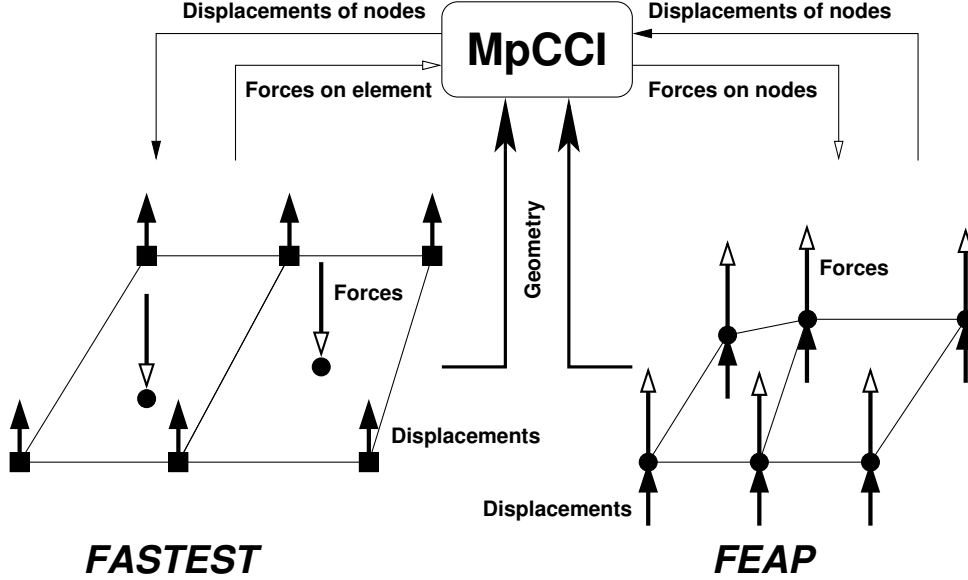 Displacements of nodes
Displacements of nodes
MpCCI
Forces on element
Forces on nodes
Geometry
Forces
Forces
Displacements
Displacements
FASTEST
FEAP